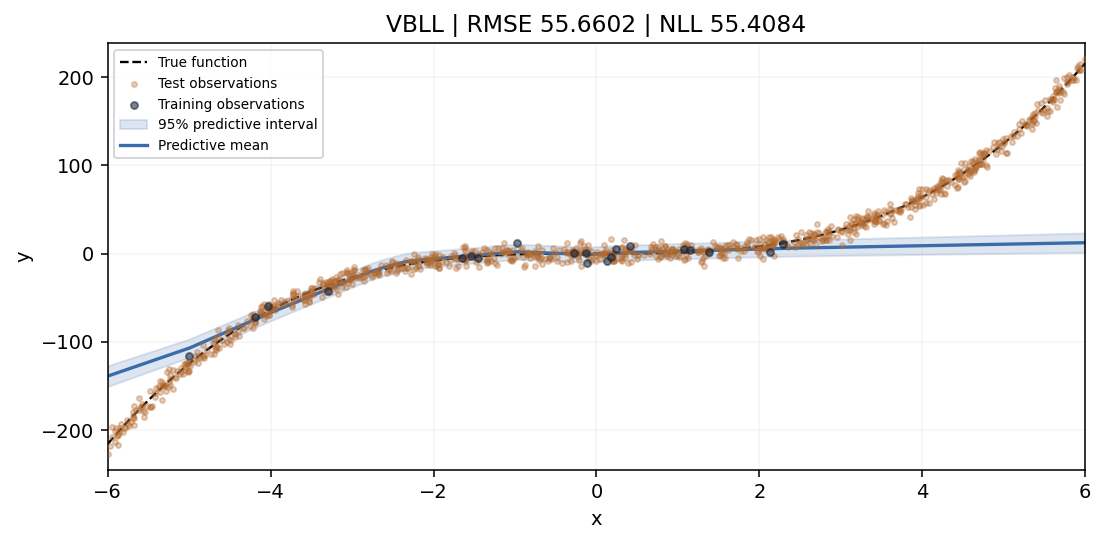 VBLL | RMSE 55.6602 | NLL 55.4084
True function
Test observations
Training observations
95% predictive interval
Predictive mean
200
100
0
−100
−200
y
−6 −4 −2 0 2 4 6
x